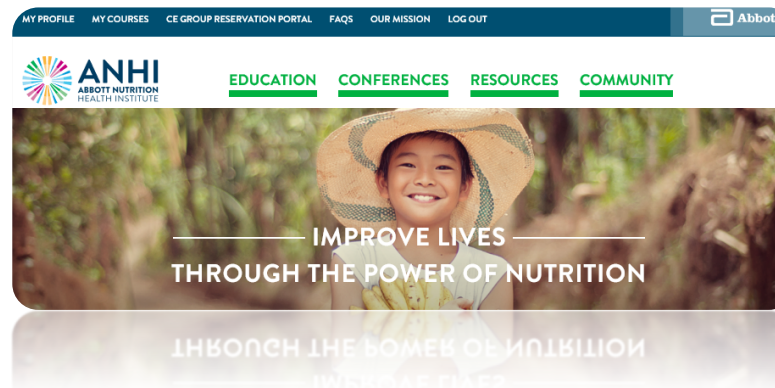 MY PROFILE MY COURSES CE GROUP RESERVATION PORTAL FAQS OUR MISSION LOG OUT Abbot
ANHI
ABBOTT NUTRITION
HEALTH INSTITUTE
EDUCATION CONFERENCES RESOURCES COMMUNITY
IMPROVE LIVES
THROUGH THE POWER OF NUTRITION